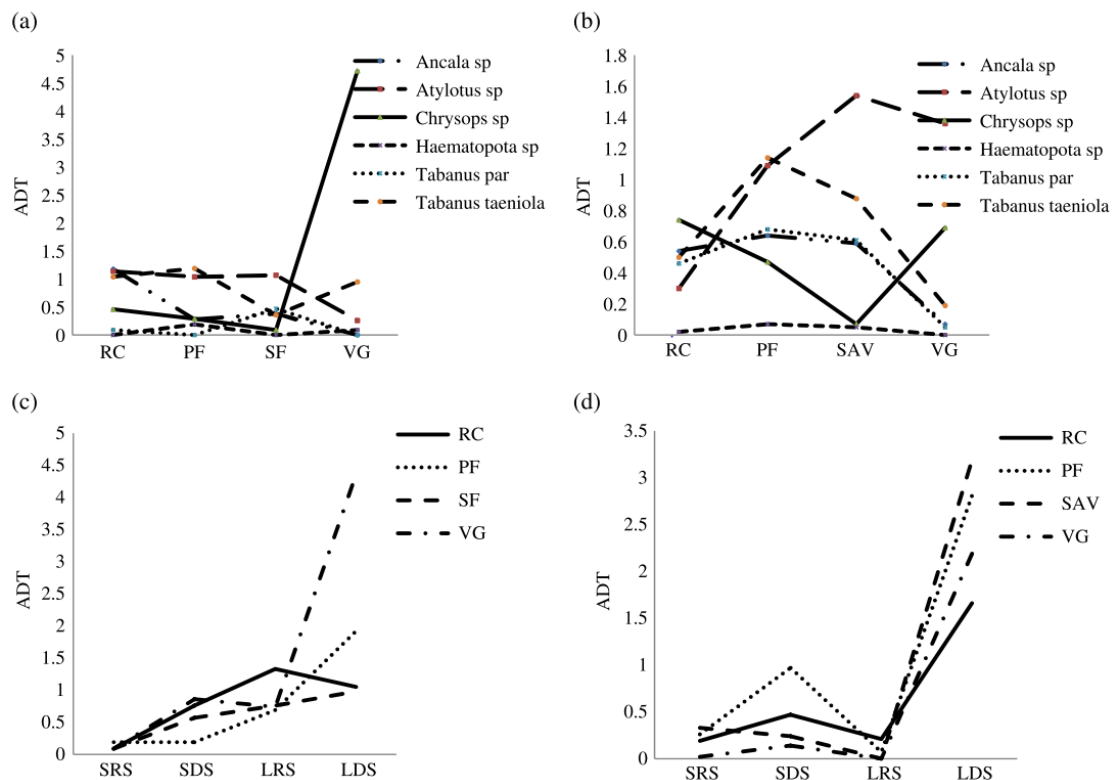 (a)
5
4.5
4
3.5
3
2.5
2
1.5
1
0.5
0
ADT
RC PF SF VG
Ancala sp
Atylotus sp
Chrysops sp
Haematopota sp
Tabanus par
Tabanus taeniola
(b)
1.8
1.6
1.4
1.2
1
0.8
0.6
0.4
0.2
0
ADT
RC PF SAV VG
Ancala sp
Atylotus sp
Chrysops sp
Haematopota sp
Tabanus par
Tabanus taeniola
(c)
5
4.5
4
3.5
3
2.5
2
1.5
1
0.5
0
ADT
SRS SDS LRS LDS
RC
PF
SF
VG
(d)
3.5
3
2.5
2
1.5
1
0.5
0
ADT
SRS SDS LRS LDS
RC
PF
SAV
VG